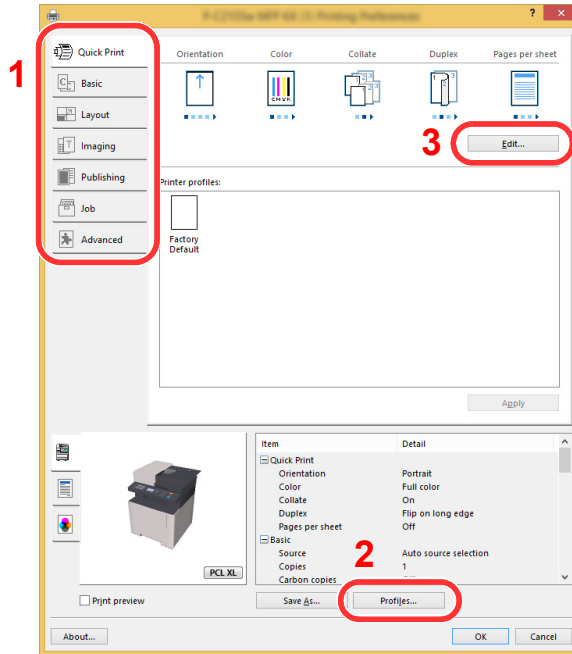 ?
1
Quick Print
Basic
Layout
Imaging
Publishing
Job
Advanced
Orientation Color Collate Duplex Pages per sheet
CMYK
3
Edit...
Printer profiles:
Factory
Default
Apply
Item Detail
Quick Print
Orientation Portrait
Color Full color
Collate On
Duplex Flip on long edge
Pages per sheet Off
Basic
Source Auto source selection
Copies 1
Carbon copies
PCL XL
2
Print preview
Save As... Profiles...
About... OK Cancel